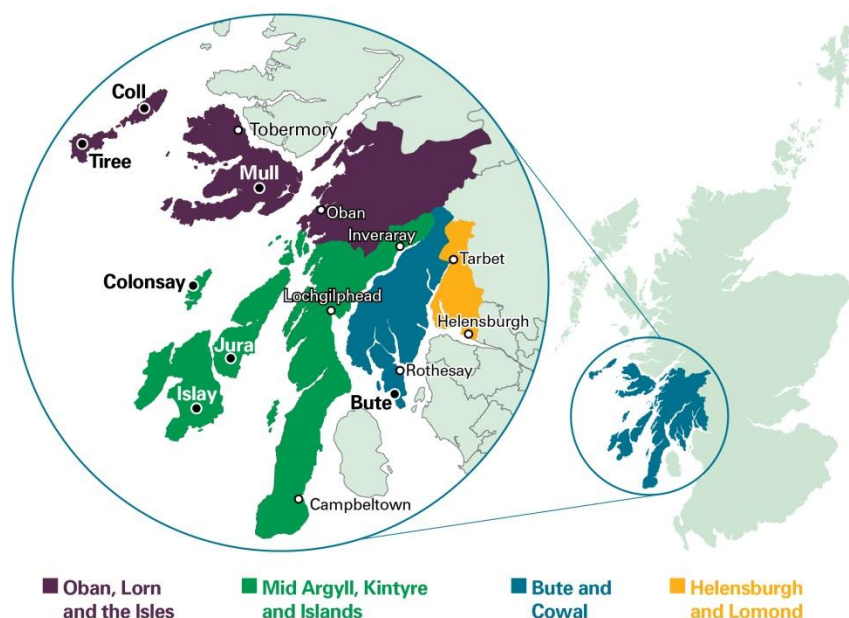 Coll
Tobermory
Tiree
Mull
Oban
Inveraray
Tarbet
Colonsay
Lochgilphead
Helensburgh
Jura
Rothesay
Islay
Bute
Campbeltown
Oban, Lorn
and the Isles
Mid Argyll, Kintyre
and Islands
Bute and
Cowal
Helensburgh
and Lomond